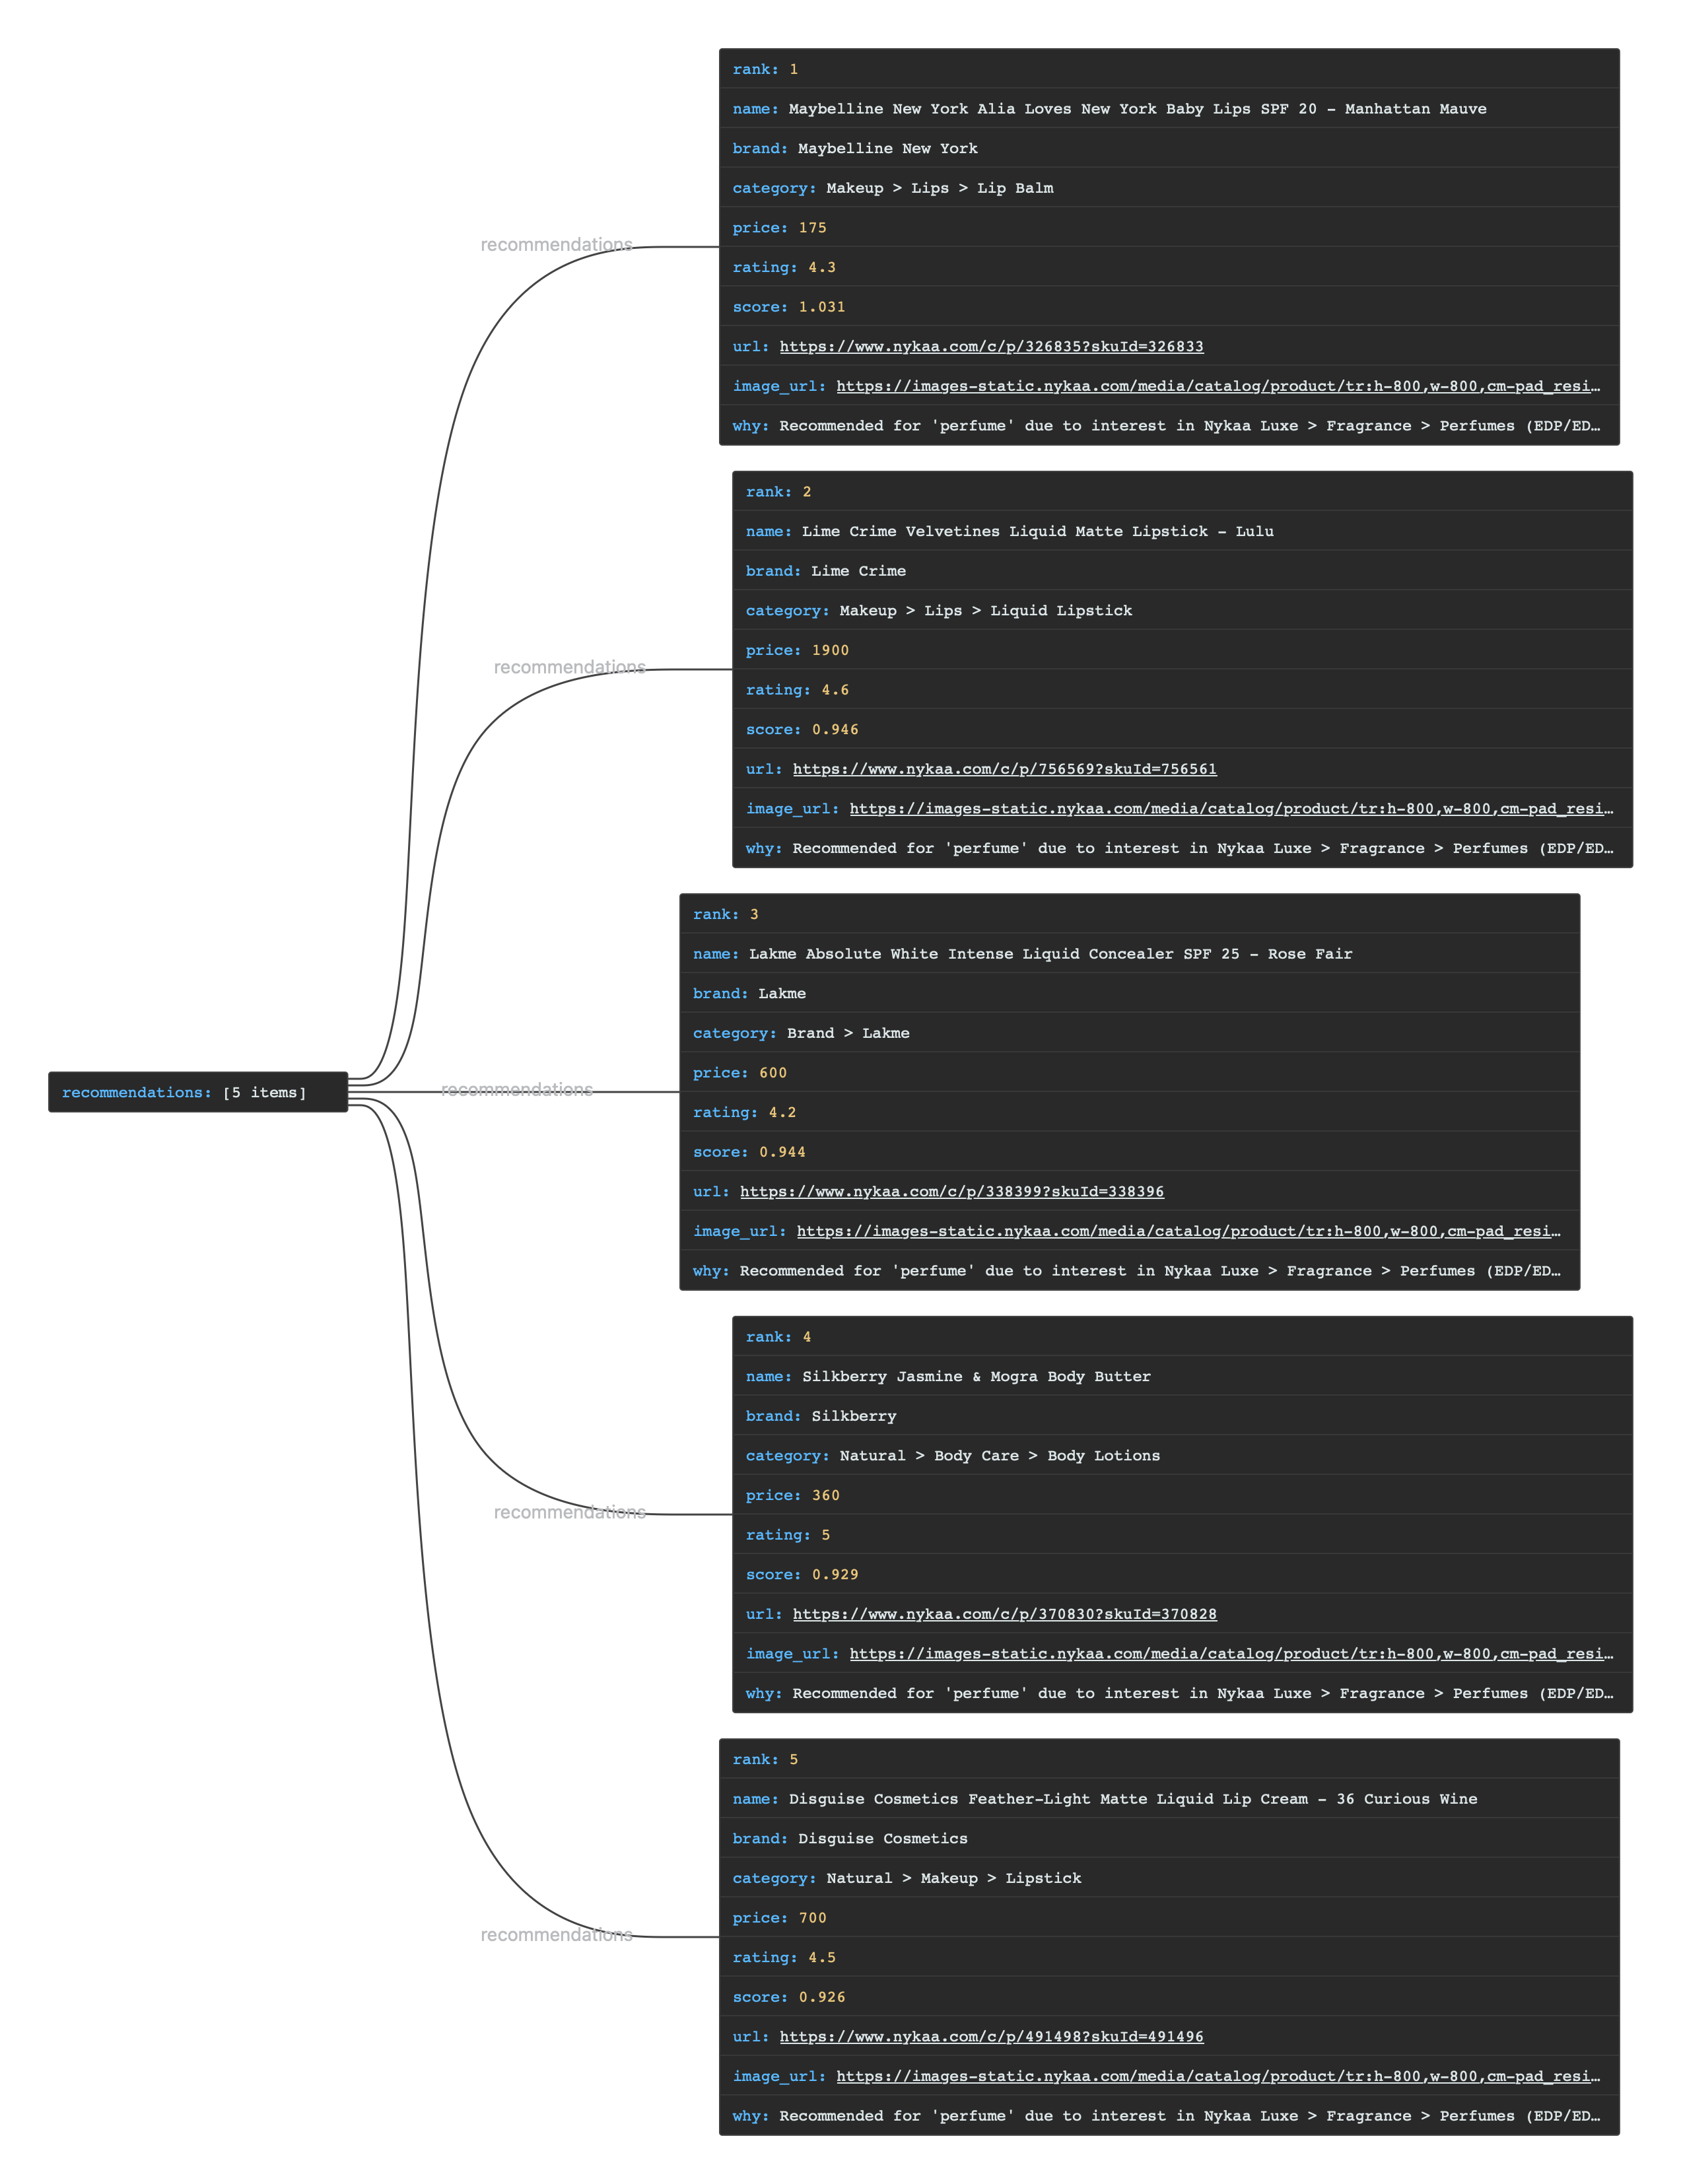 recommendations: [5 items]
recommendations
rank: 1
name: Maybelline New York Alia Loves New York Baby Lips SPF 20 - Manhattan Mauve
brand: Maybelline New York
category: Makeup > Lips > Lip Balm
price: 175
rating: 4.3
score: 1.031
url: https://www.nykaa.com/c/p/326835?skuId=326833
image_url: https://images-static.nykaa.com/media/catalog/product/tr:h-800,w-800,cm-pad_resi…
why: Recommended for 'perfume' due to interest in Nykaa Luxe > Fragrance > Perfumes (EDP/ED…
recommendations
rank: 2
name: Lime Crime Velvetines Liquid Matte Lipstick - Lulu
brand: Lime Crime
category: Makeup > Lips > Liquid Lipstick
price: 1900
rating: 4.6
score: 0.946
url: https://www.nykaa.com/c/p/756569?skuId=756561
image_url: https://images-static.nykaa.com/media/catalog/product/tr:h-800,w-800,cm-pad_resi…
why: Recommended for 'perfume' due to interest in Nykaa Luxe > Fragrance > Perfumes (EDP/ED…
recommendations
rank: 3
name: Lakme Absolute White Intense Liquid Concealer SPF 25 - Rose Fair
brand: Lakme
category: Brand > Lakme
price: 600
rating: 4.2
score: 0.944
url: https://www.nykaa.com/c/p/338399?skuId=338396
image_url: https://images-static.nykaa.com/media/catalog/product/tr:h-800,w-800,cm-pad_resi…
why: Recommended for 'perfume' due to interest in Nykaa Luxe > Fragrance > Perfumes (EDP/ED…
recommendations
rank: 4
name: Silkberry Jasmine & Mogra Body Butter
brand: Silkberry
category: Natural > Body Care > Body Lotions
price: 360
rating: 5
score: 0.929
url: https://www.nykaa.com/c/p/370830?skuId=370828
image_url: https://images-static.nykaa.com/media/catalog/product/tr:h-800,w-800,cm-pad_resi…
why: Recommended for 'perfume' due to interest in Nykaa Luxe > Fragrance > Perfumes (EDP/ED…
recommendations
rank: 5
name: Disguise Cosmetics Feather-Light Matte Liquid Lip Cream - 36 Curious Wine
brand: Disguise Cosmetics
category: Natural > Makeup > Lipstick
price: 700
rating: 4.5
score: 0.926
url: https://www.nykaa.com/c/p/491498?skuId=491496
image_url: https://images-static.nykaa.com/media/catalog/product/tr:h-800,w-800,cm-pad_resi…
why: Recommended for 'perfume' due to interest in Nykaa Luxe > Fragrance > Perfumes (EDP/ED…